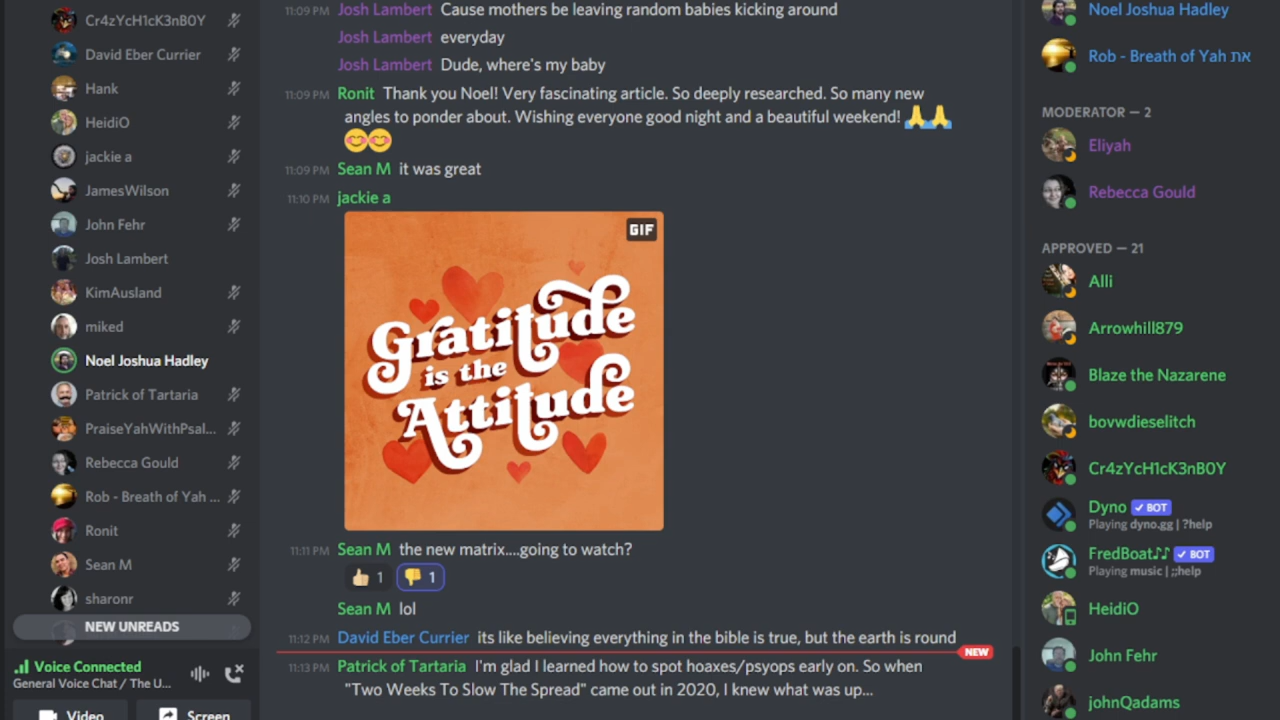 Cr4zYcH1cK3nB0Y
David Eber Currier
Hank
HeidiO
jackie a
JamesWilson
John Fehr
Josh Lambert
KimAusland
miked
Noel Joshua Hadley
Patrick of Tartaria
PraiseYahWithPsal...
Rebecca Gould
Rob - Breath of Yah ...
Ronit
Sean M
sharonr
NEW UNREADS
Voice Connected
General Voice Chat / The U...
Video
Screen
11:09 PM Josh Lambert Cause mothers be leaving random babies kicking around
Josh Lambert everyday
Josh Lambert Dude, where's my baby
11:09 PM Ronit Thank you Noel! Very fascinating article. So deeply researched. So many new
angles to ponder about. Wishing everyone good night and a beautiful weekend! 🙏🙏
😊😊
11:09 PM Sean M it was great
11:10 PM jackie a
GIF
Gratitude
is the
Attitude
11:11 PM Sean M the new matrix....going to watch?
👍 1 👎 1
Sean M lol
11:12 PM David Eber Currier its like believing everything in the bible is true, but the earth is round
NEW
11:13 PM Patrick of Tartaria I'm glad I learned how to spot hoaxes/psyops early on. So when
"Two Weeks To Slow The Spread" came out in 2020, I knew what was up...
Noel Joshua Hadley
Rob - Breath of Yah את
MODERATOR — 2
Eliyah
Rebecca Gould
APPROVED — 21
Alli
Arrowhill879
Blaze the Nazarene
bovwdieselitch
Cr4zYcH1cK3nB0Y
Dyno ✓ BOT
Playing dyno.gg | ?help
FredBoat♪♪ ✓ BOT
Playing music | ;;help
HeidiO
John Fehr
johnQadams